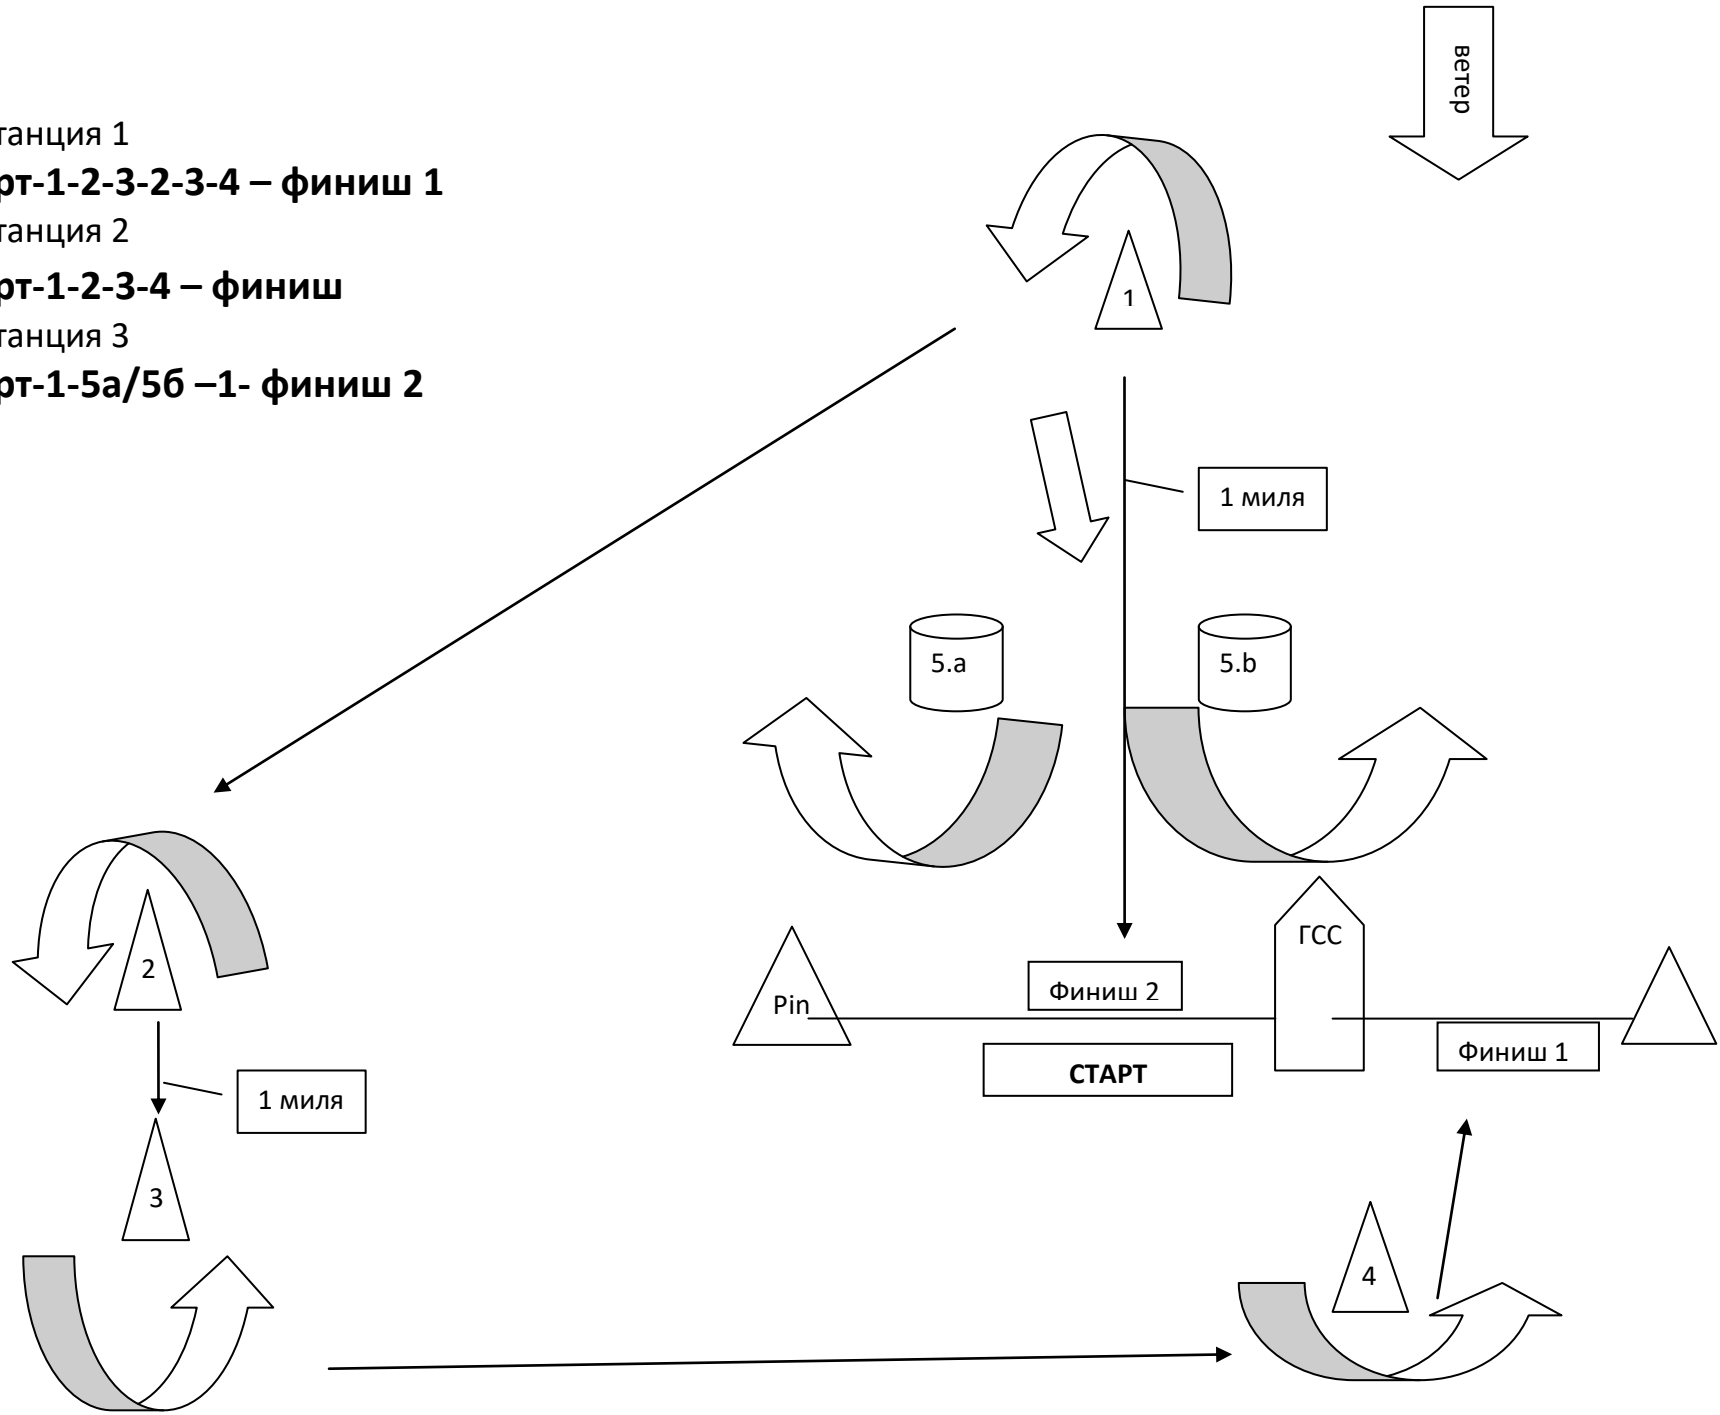 ветер
танция 1
рт-1-2-3-2-3-4 – финиш 1
танция 2
рт-1-2-3-4 – финиш
танция 3
рт-1-5а/5б –1- финиш 2
1
1 миля
5.a
5.b
2
ГСС
Pin
Финиш 2
Финиш 1
СТАРТ
1 миля
3
4